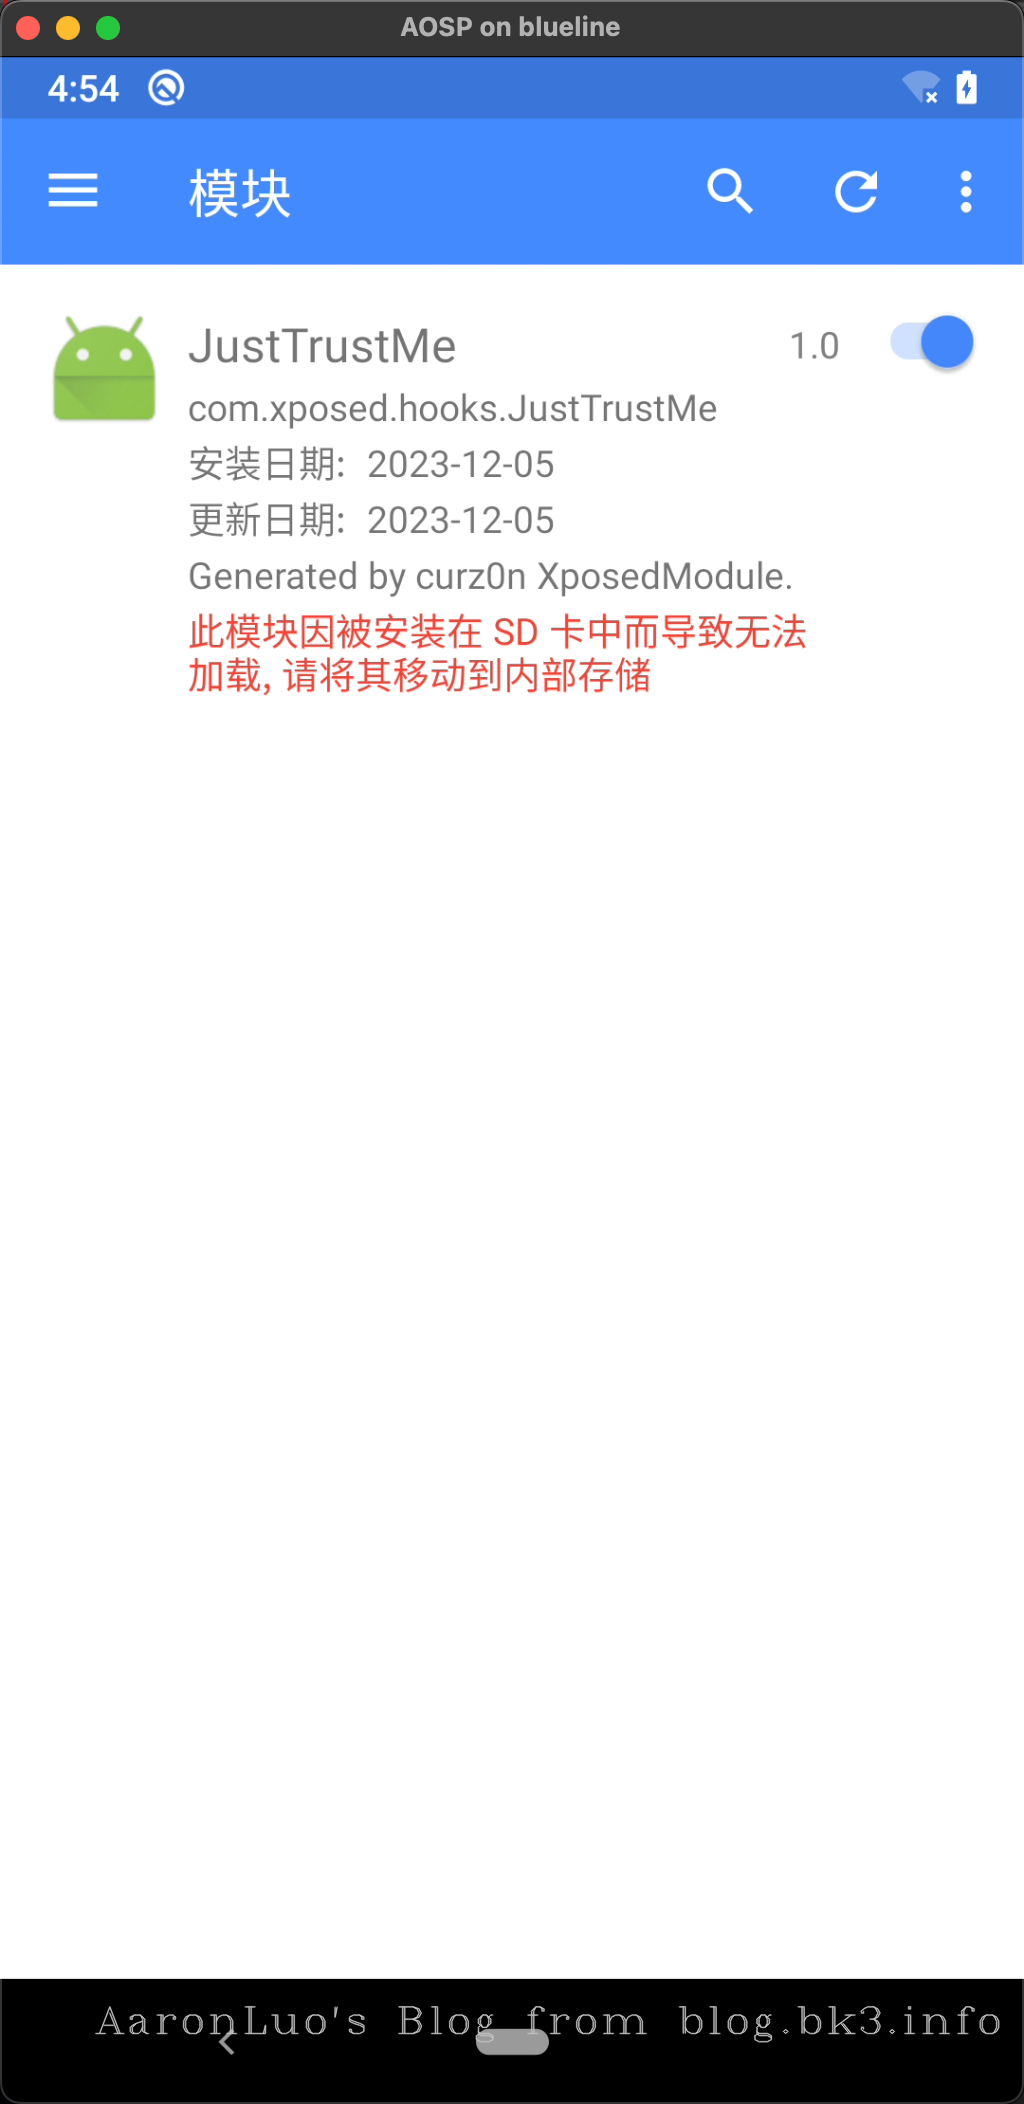 AOSP on blueline
4:54
模块
JustTrustMe 1.0
com.xposed.hooks.JustTrustMe
安装日期: 2023-12-05
更新日期: 2023-12-05
Generated by curz0n XposedModule.
此模块因被安装在 SD 卡中而导致无法
加载, 请将其移动到内部存储
AaronLuo's Blog from blog.bk3.info